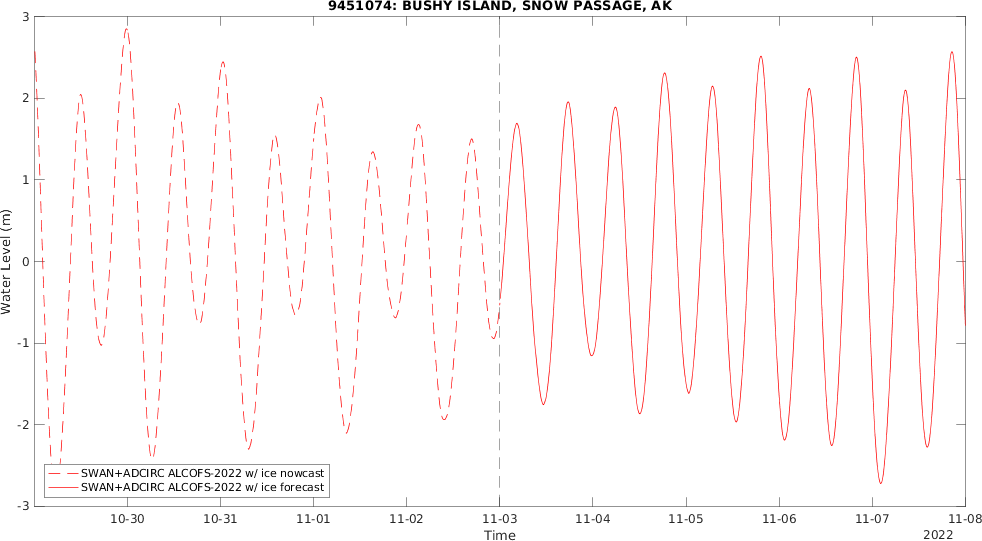 9451074: BUSHY ISLAND, SNOW PASSAGE, AK
3
2
1
0
-1
-2
-3
Water Level (m)
SWAN+ADCIRC ALCOFS-2022 w/ ice nowcast
SWAN+ADCIRC ALCOFS-2022 w/ ice forecast
10-30 10-31 11-01 11-02 11-03 11-04 11-05 11-06 11-07 11-08
Time
2022